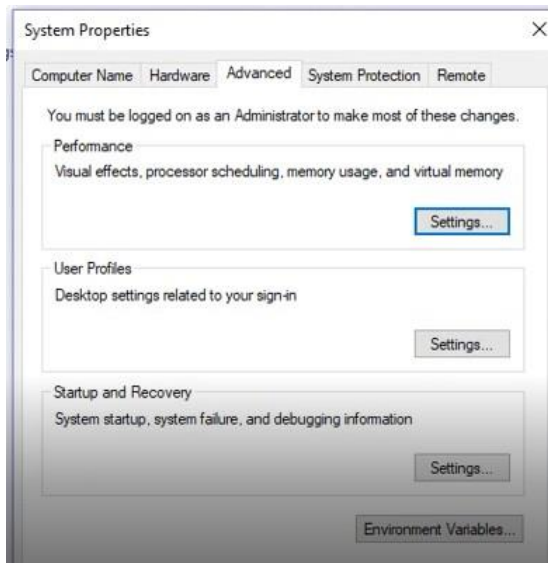 System Properties
Computer Name Hardware Advanced System Protection Remote
You must be logged on as an Administrator to make most of these changes.
Performance
Visual effects, processor scheduling, memory usage, and virtual memory
Settings...
User Profiles
Desktop settings related to your sign-in
Settings...
Startup and Recovery
System startup, system failure, and debugging information
Settings...
Environment Variables...